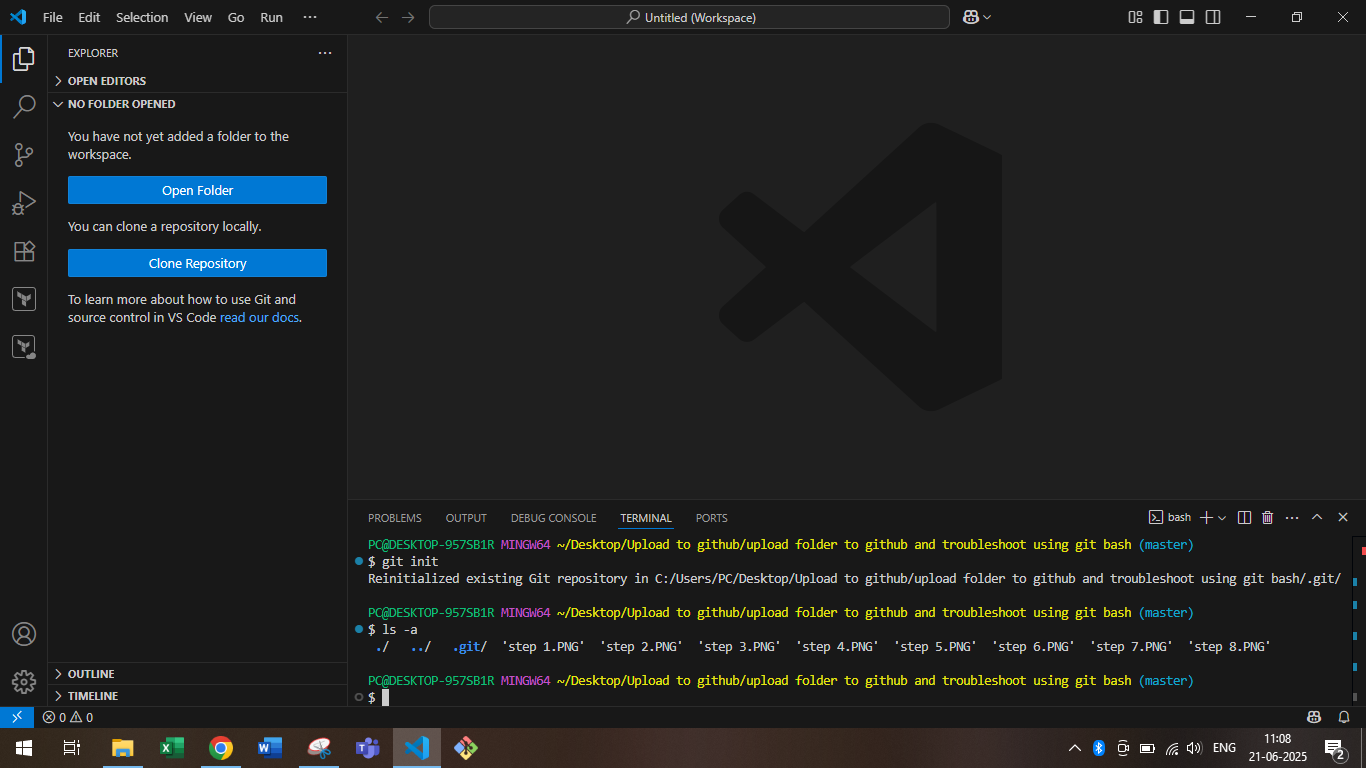 File Edit Selection View Go Run ···
Untitled (Workspace)
EXPLORER
OPEN EDITORS
NO FOLDER OPENED
You have not yet added a folder to the
workspace.
Open Folder
You can clone a repository locally.
Clone Repository
To learn more about how to use Git and
source control in VS Code read our docs.
OUTLINE
TIMELINE
PROBLEMS OUTPUT DEBUG CONSOLE TERMINAL PORTS
bash
PC@DESKTOP-957SB1R MINGW64 ~/Desktop/Upload to github/upload folder to github and troubleshoot using git bash (master)
$ git init
Reinitialized existing Git repository in C:/Users/PC/Desktop/Upload to github/upload folder to github and troubleshoot using git bash/.git/
PC@DESKTOP-957SB1R MINGW64 ~/Desktop/Upload to github/upload folder to github and troubleshoot using git bash (master)
$ ls -a
./ ../ .git/ 'step 1.PNG' 'step 2.PNG' 'step 3.PNG' 'step 4.PNG' 'step 5.PNG' 'step 6.PNG' 'step 7.PNG' 'step 8.PNG'
PC@DESKTOP-957SB1R MINGW64 ~/Desktop/Upload to github/upload folder to github and troubleshoot using git bash (master)
$
0 0
ENG
11:08
21-06-2025
2